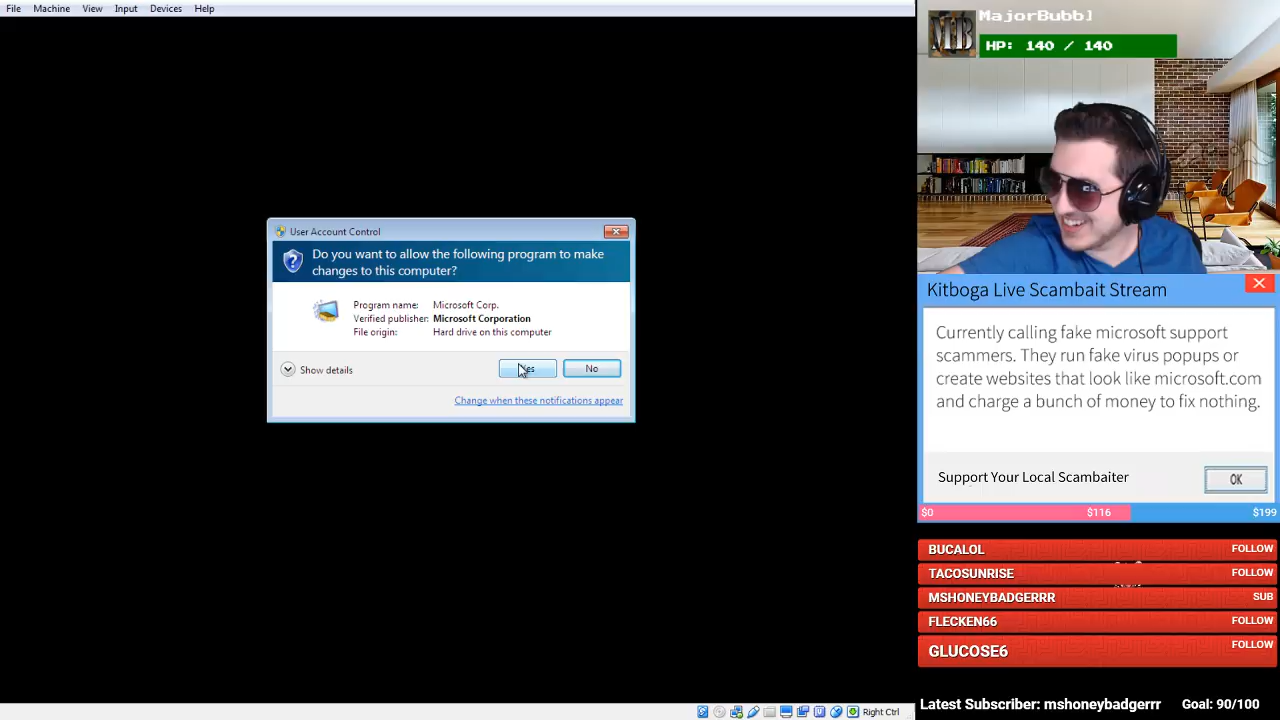 File Machine View Input Devices Help
MajorBubb]
MB
HP: 140 / 140
User Account Control
Do you want to allow the following program to make
changes to this computer?
Program name: Microsoft Corp.
Verified publisher: Microsoft Corporation
File origin: Hard drive on this computer
Show details
Yes
No
Change when these notifications appear
Kitboga Live Scambait Stream
Currently calling fake microsoft support
scammers. They run fake virus popups or
create websites that look like microsoft.com
and charge a bunch of money to fix nothing.
Support Your Local Scambaiter
OK
$0 $116 $199
BUCALOL FOLLOW
TACOSUNRISE FOLLOW
MSHONEYBADGERRR SUB
FLECKEN66 FOLLOW
GLUCOSE6 FOLLOW
Latest Subscriber: mshoneybadgerrr Goal: 90/100
Right Ctrl